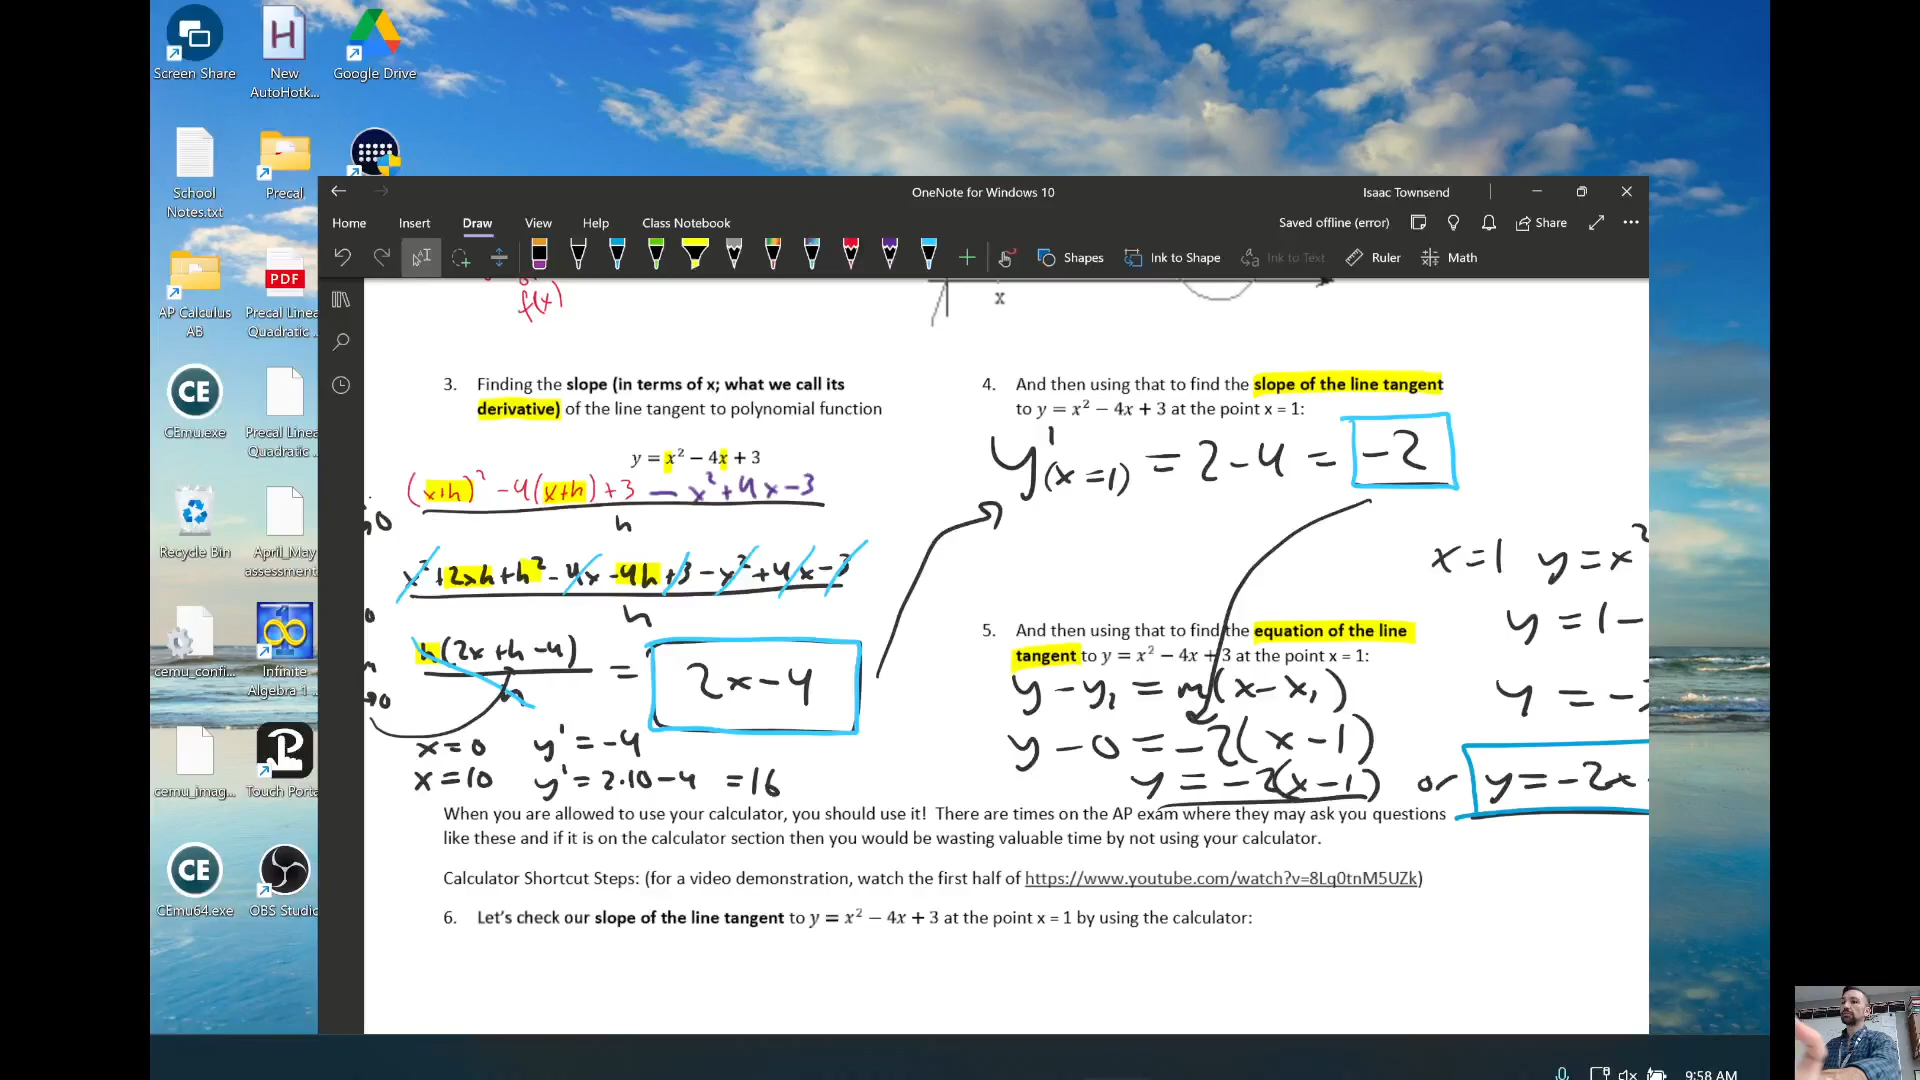 Screen Share
New AutoHotk...
Google Drive
School Notes.txt
Precal
AP Calculus AB
PDF
Precal Linea Quadratic ...
CE
CEmu.exe
Precal Linea Quadratic ...
Recycle Bin
April_May assessment
cemu_confi...
Infinite Algebra 1
cemu_imag...
Touch Porta
CE
CEmu64.exe
OBS Studio
OneNote for Windows 10
Isaac Townsend
Home Insert Draw View Help Class Notebook
Saved offline (error)
Share
Shapes
Ink to Shape
Ink to Text
Ruler
Math
f(x)
x
3. Finding the slope (in terms of x; what we call its
derivative) of the line tangent to polynomial function
y = x² − 4x + 3
(x+h)² -4(x+h)+3 - x²+4x-3
h
x²+2xh+h²-4x-4h+3-x²+4x-3
h
h(2x+h-4)
h
= 2x-4
x=0 y'=-4
x=10 y'=2·10-4 =16
4. And then using that to find the slope of the line tangent
to y = x² − 4x + 3 at the point x = 1:
y'(x=1) = 2-4 = -2
x=1 y=x²
y=1-
y=-
5. And then using that to find the equation of the line
tangent to y = x² − 4x + 3 at the point x = 1:
y-y₁ = m(x-x₁)
y-0 = -2(x-1)
y = -2(x-1) or y=-2x
When you are allowed to use your calculator, you should use it! There are times on the AP exam where they may ask you questions
like these and if it is on the calculator section then you would be wasting valuable time by not using your calculator.
Calculator Shortcut Steps: (for a video demonstration, watch the first half of https://www.youtube.com/watch?v=8Lq0tnM5UZk)
6. Let's check our slope of the line tangent to y = x² − 4x + 3 at the point x = 1 by using the calculator:
9:58 AM